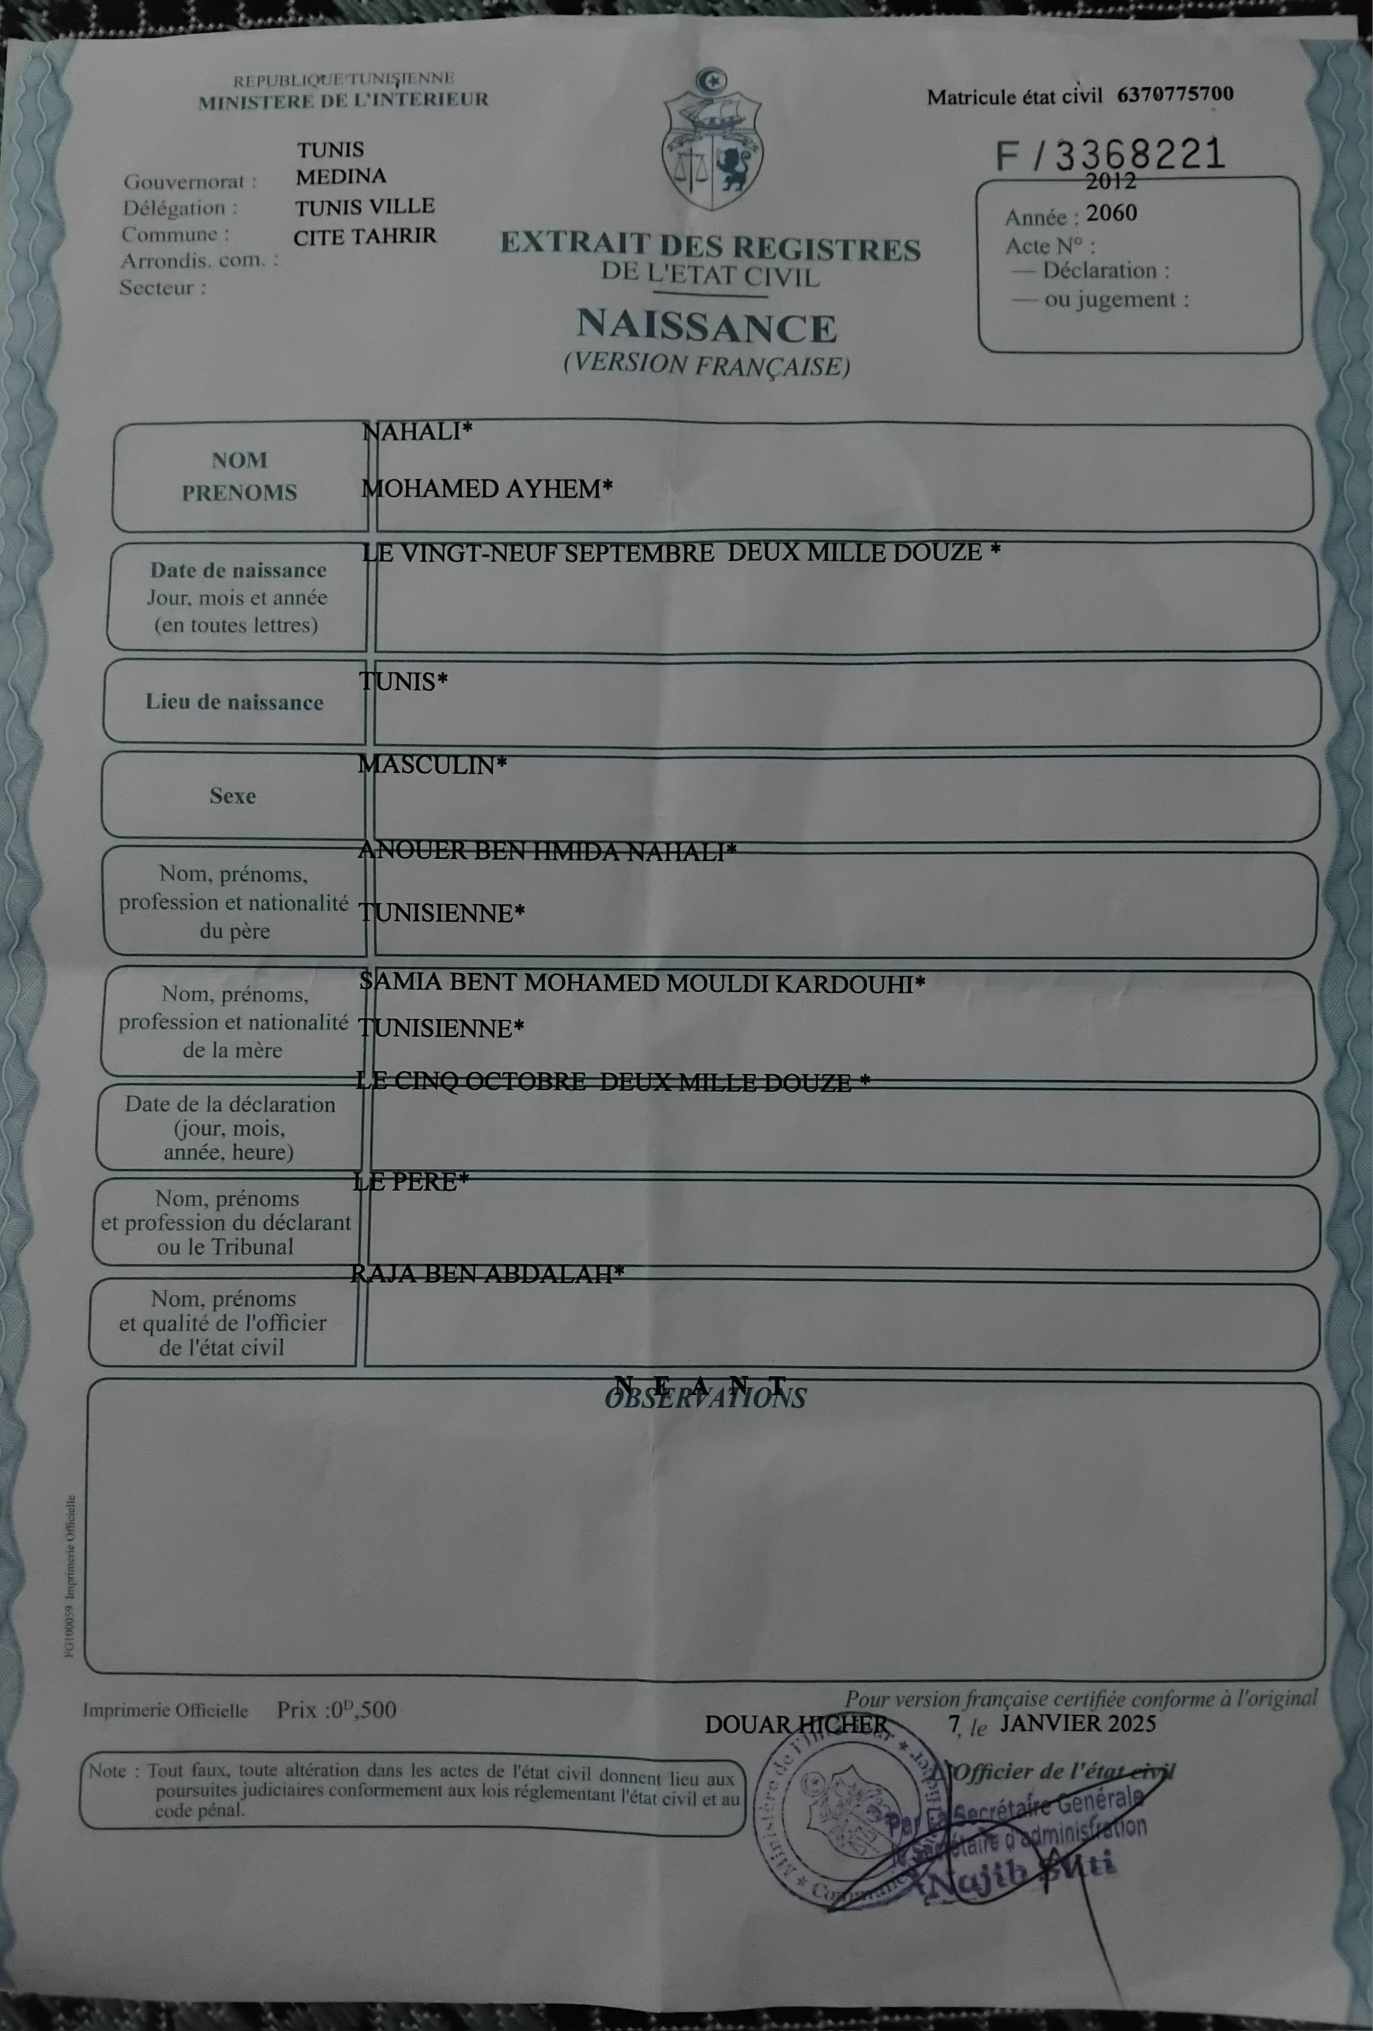 REPUBLIQUE TUNISIENNE
MINISTERE DE L'INTERIEUR
Matricule état civil 6370775700
F / 3368221
TUNIS
Gouvernorat : MEDINA
Délégation : TUNIS VILLE
Commune : CITE TAHRIR
Arrondis. com. :
Secteur :
2012
Année : 2060
Acte N° :
— Déclaration :
— ou jugement :
EXTRAIT DES REGISTRES
DE L'ETAT CIVIL
NAISSANCE
(VERSION FRANÇAISE)
NOM
PRENOMS
NAHALI*
MOHAMED AYHEM*
Date de naissance
Jour, mois et année
(en toutes lettres)
LE VINGT-NEUF SEPTEMBRE DEUX MILLE DOUZE *
Lieu de naissance
TUNIS*
Sexe
MASCULIN*
Nom, prénoms,
profession et nationalité
du père
ANOUER BEN HMIDA NAHALI*
TUNISIENNE*
Nom, prénoms,
profession et nationalité
de la mère
SAMIA BENT MOHAMED MOULDI KARDOUHI*
TUNISIENNE*
Date de la déclaration
(jour, mois,
année, heure)
LE CINQ OCTOBRE DEUX MILLE DOUZE *
Nom, prénoms
et profession du déclarant
ou le Tribunal
LE PERE*
Nom, prénoms
et qualité de l'officier
de l'état civil
RAJA BEN ABDALAH*
N E A N T
OBSERVATIONS
FG100059 Imprimerie Officielle
Imprimerie Officielle Prix :0ᴰ,500
Pour version française certifiée conforme à l'original
DOUAR HICHER 7, le JANVIER 2025
Note : Tout faux, toute altération dans les actes de l'état civil donnent lieu aux
poursuites judiciaires conformement aux lois réglementant l'état civil et au
code pénal.
Officier de l'état civil
Par La Secrétaire Générale
le Secrétaire d'administration
Najib
★ Ministère de l'Intérieur ★